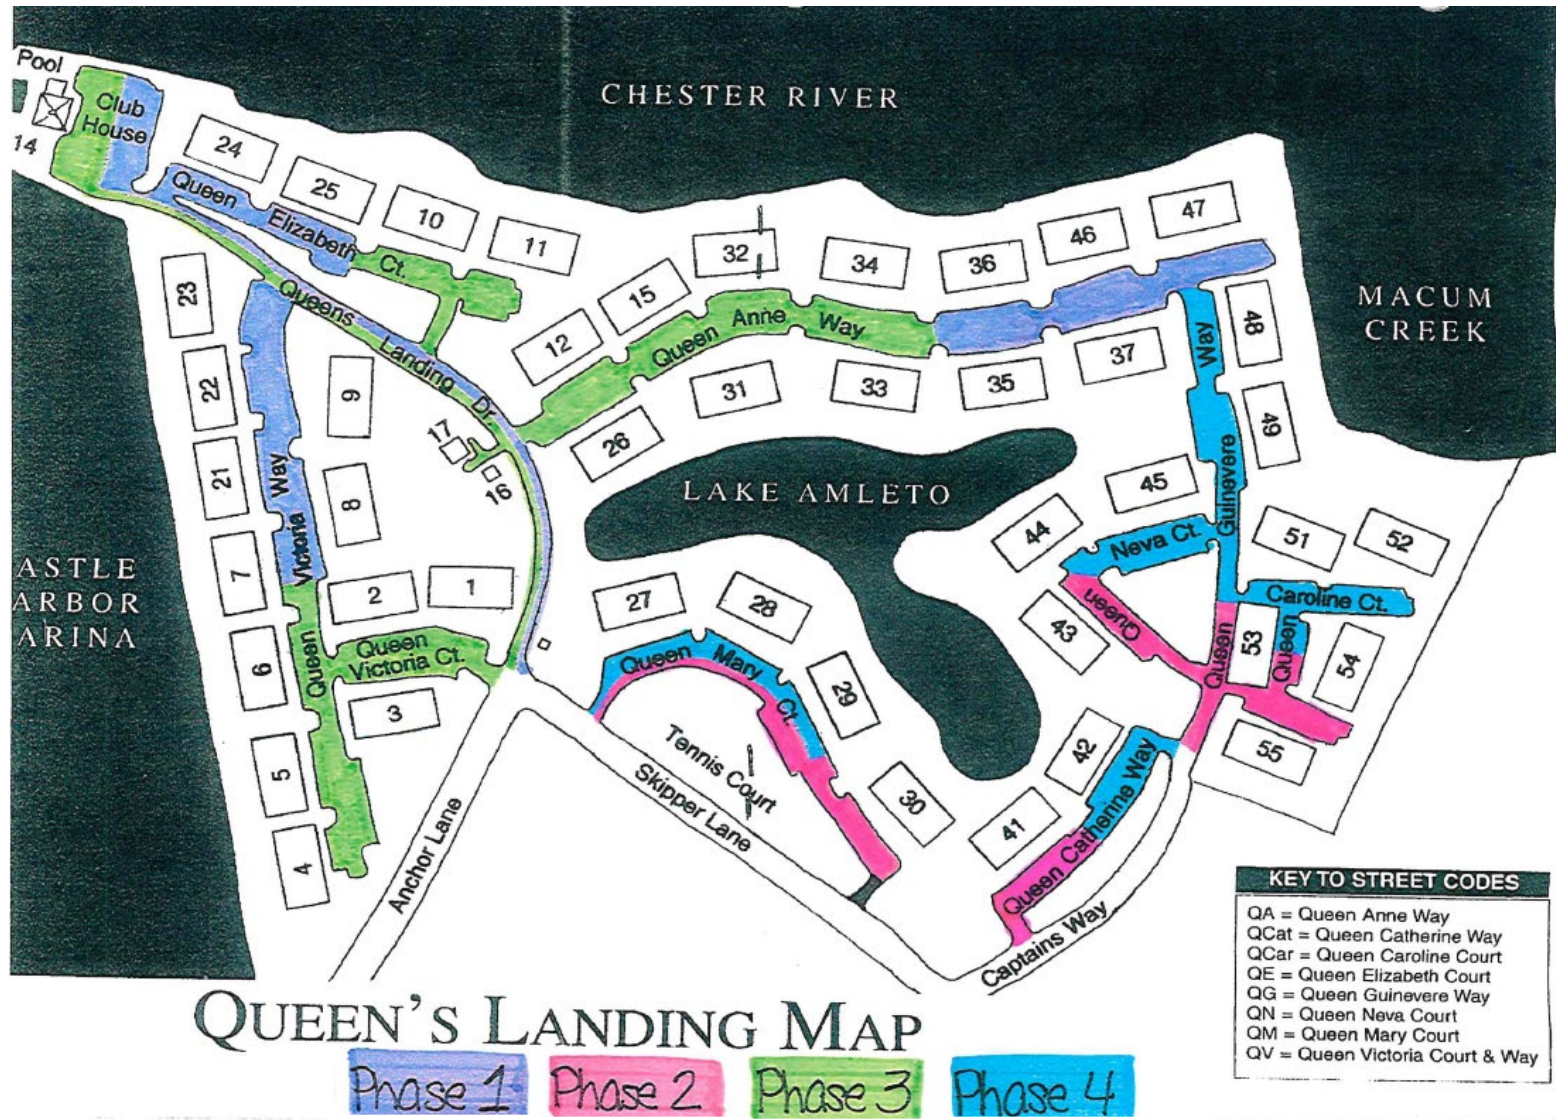 Pool
Club
House
14
CHESTER RIVER
24
25
10
11
Queen Elizabeth Ct.
47
46
36
34
32
15
12
23
22
21
7
6
5
4
9
8
2
1
3
17
16
Queens Landing Dr.
Queen Anne Way
26
31
33
35
37
48
49
MACUM
CREEK
LAKE AMLETO
ASTLE
ARBOR
ARINA
Queen Victoria Way
Queen
Victoria Ct.
27
28
29
30
Queen Mary Ct.
Tennis Court
Skipper Lane
Anchor Lane
45
44
43
42
41
Queen Neva Ct.
Queen Guinevere Way
51
52
53
54
55
Queen Caroline Ct.
Queen Catherine Way
Captains Way
KEY TO STREET CODES
QA = Queen Anne Way
QCat = Queen Catherine Way
QCar = Queen Caroline Court
QE = Queen Elizabeth Court
QG = Queen Guinevere Way
QN = Queen Neva Court
QM = Queen Mary Court
QV = Queen Victoria Court & Way
QUEEN'S LANDING MAP
Phase 1 Phase 2 Phase 3 Phase 4